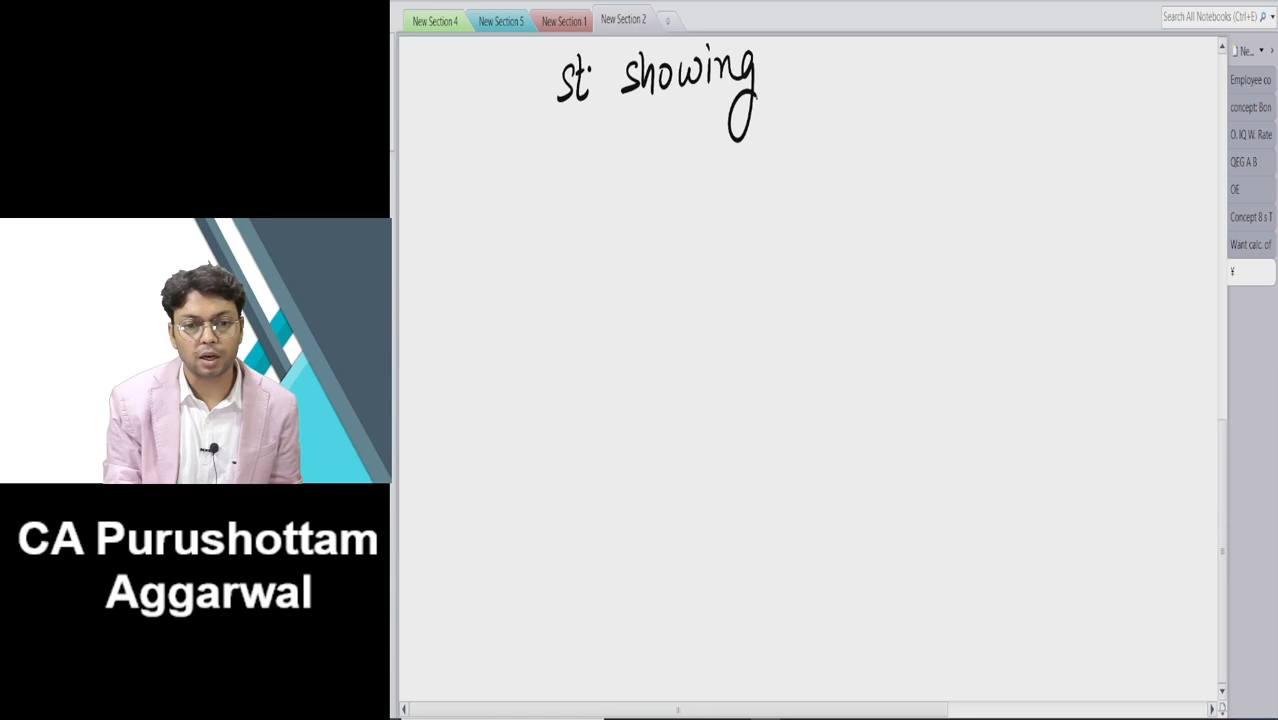 New Section 4
New Section 5
New Section 1
New Section 2
Search All Notebooks (Ctrl+E)
st. showing
Ne...
Employee co
concept: Bon
O. IQ W. Rate
QEG A B
OE
Concept 8 s T
Want calc. of
¥
CA Purushottam
Aggarwal